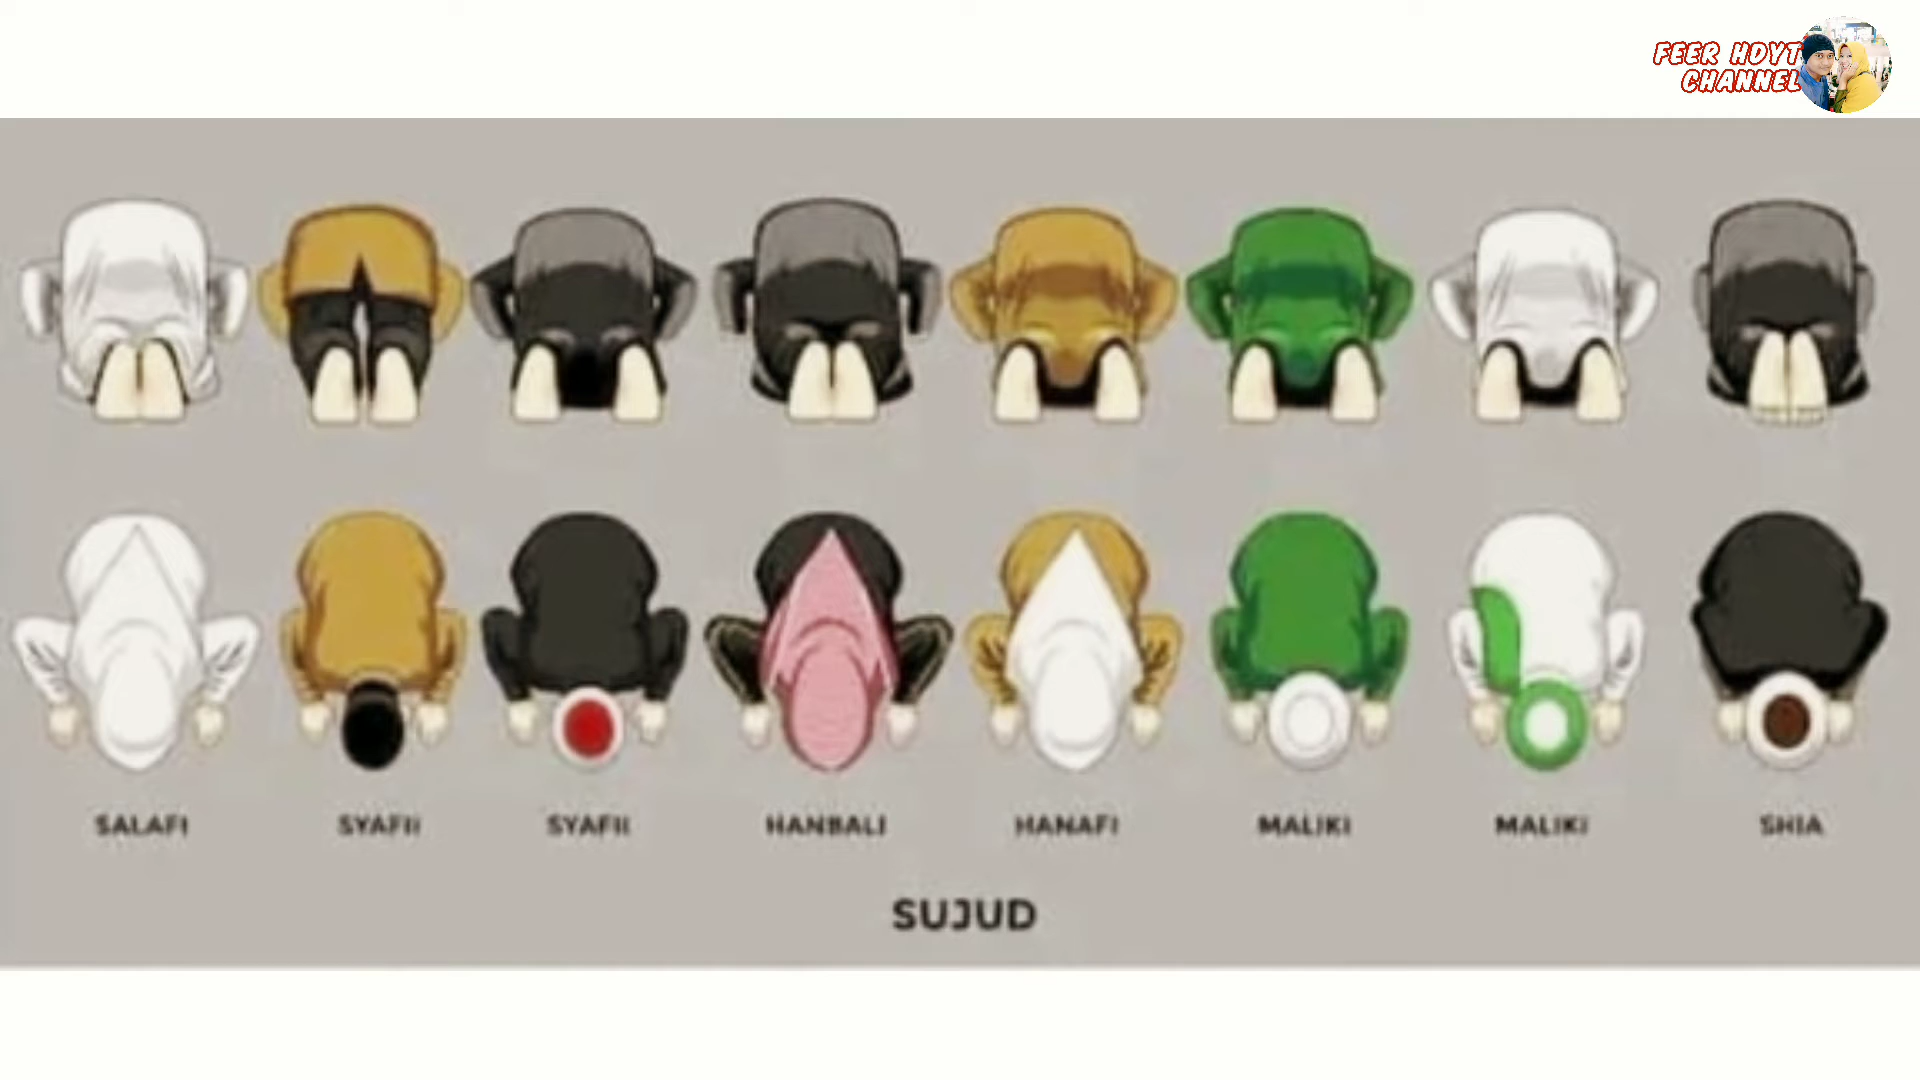 FEER HDYT
CHANNEL
SALAFI
SYAFII
SYAFII
HANBALI
HANAFI
MALIKI
MALIKI
SHIA
SUJUD